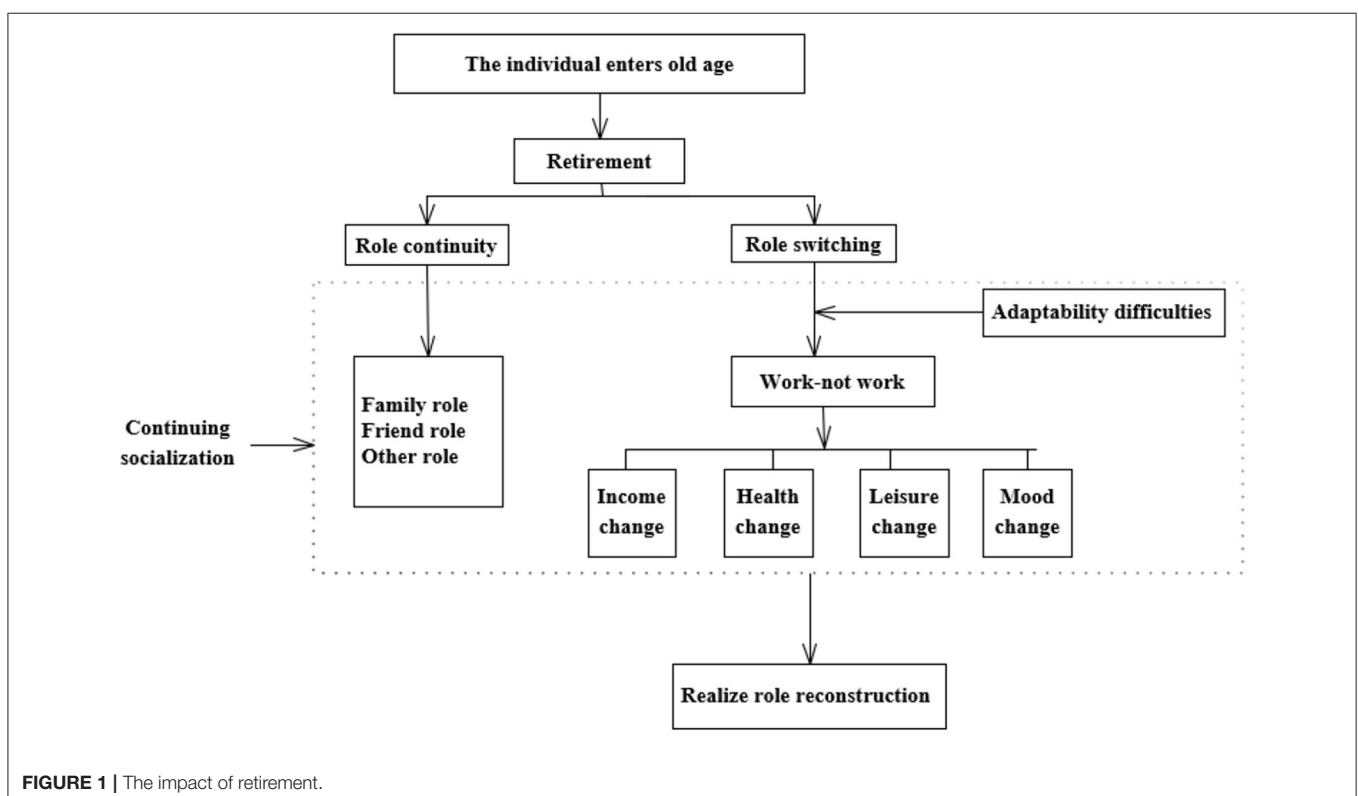 The individual enters old age
Retirement
Role continuity
Role switching
Adaptability difficulties
Work-not work
Family role
Friend role
Other role
Continuing
socialization
Income
change
Health
change
Leisure
change
Mood
change
Realize role reconstruction
FIGURE 1 | The impact of retirement.